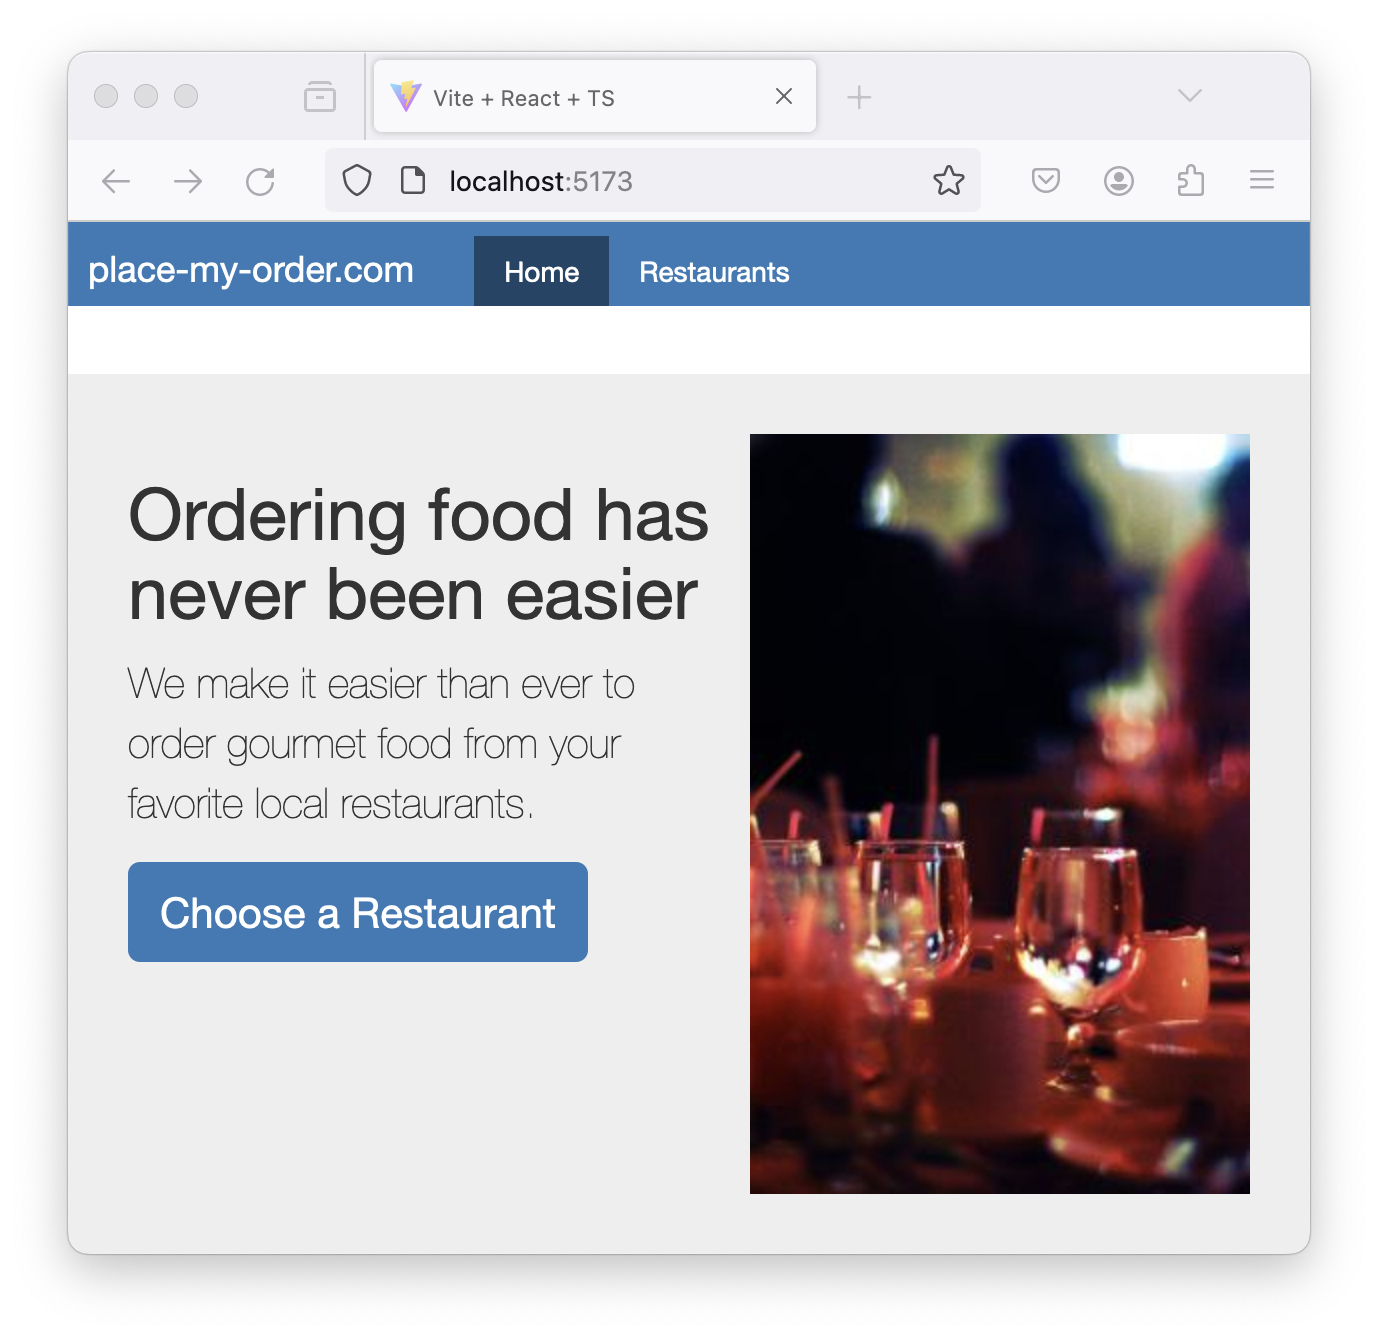 Vite + React + TS
localhost:5173
place-my-order.com
Home
Restaurants
Ordering food has
never been easier
We make it easier than ever to
order gourmet food from your
favorite local restaurants.
Choose a Restaurant